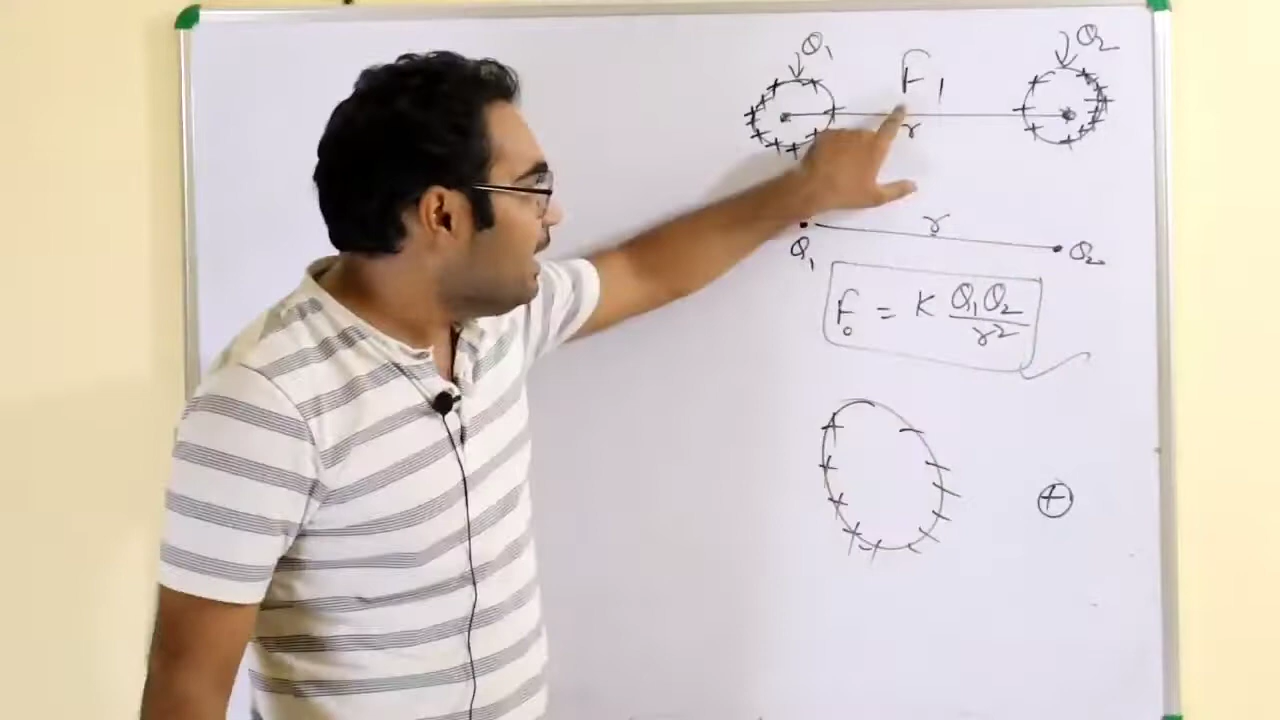 Q₁ F₁ Q₂
r
r
Q₁ Q₂
F₀ = K Q₁Q₂ / r²
+